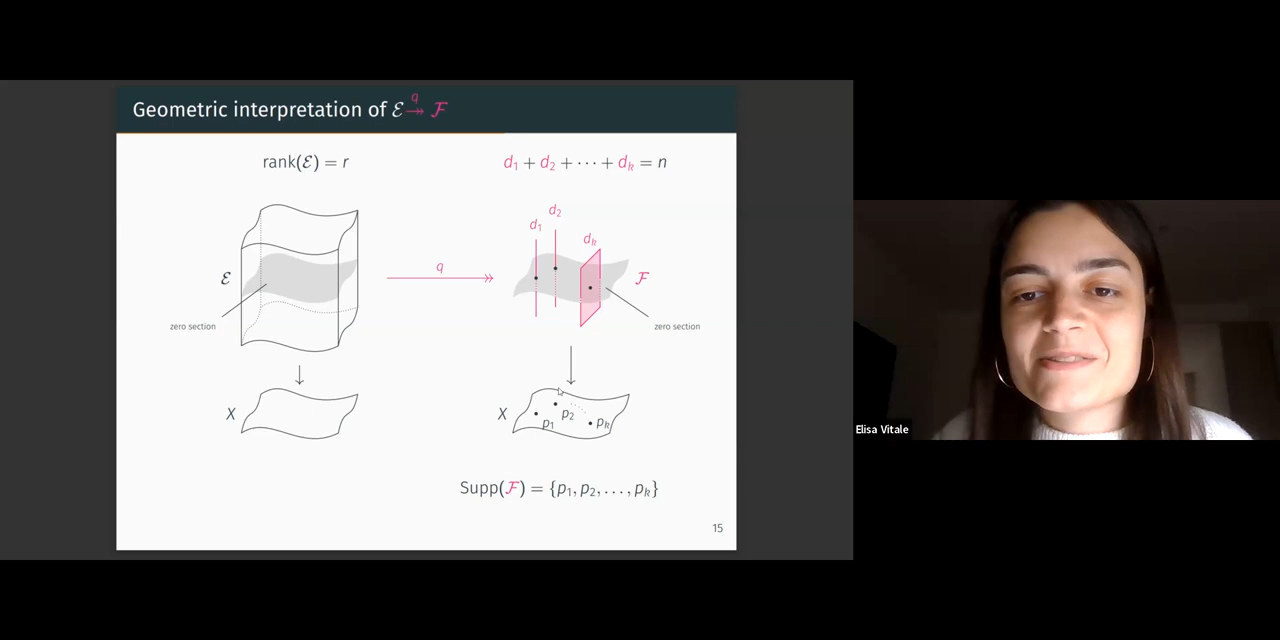 Geometric interpretation of ℰ q ↠ ℱ
rank(ℰ) = r
d₁ + d₂ + ··· + dₖ = n
d₂
d₁
dₖ
q
ℰ
ℱ
zero section
zero section
X
X
p₁
p₂
pₖ
Supp(ℱ) = {p₁, p₂, . . . , pₖ}
15
Elisa Vitale